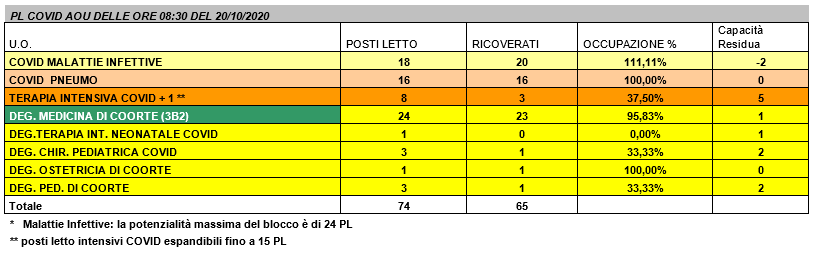 PL COVID AOU DELLE ORE 08:30 DEL 20/10/2020
U.O. POSTI LETTO RICOVERATI OCCUPAZIONE % Capacità Residua
COVID MALATTIE INFETTIVE 18 20 111,11% -2
COVID PNEUMO 16 16 100,00% 0
TERAPIA INTENSIVA COVID + 1 ** 8 3 37,50% 5
DEG. MEDICINA DI COORTE (3B2) 24 23 95,83% 1
DEG.TERAPIA INT. NEONATALE COVID 1 0 0,00% 1
DEG. CHIR. PEDIATRICA COVID 3 1 33,33% 2
DEG. OSTETRICIA DI COORTE 1 1 100,00% 0
DEG. PED. DI COORTE 3 1 33,33% 2
Totale 74 65
* Malattie Infettive: la potenzialità massima del blocco è di 24 PL
** posti letto intensivi COVID espandibili fino a 15 PL